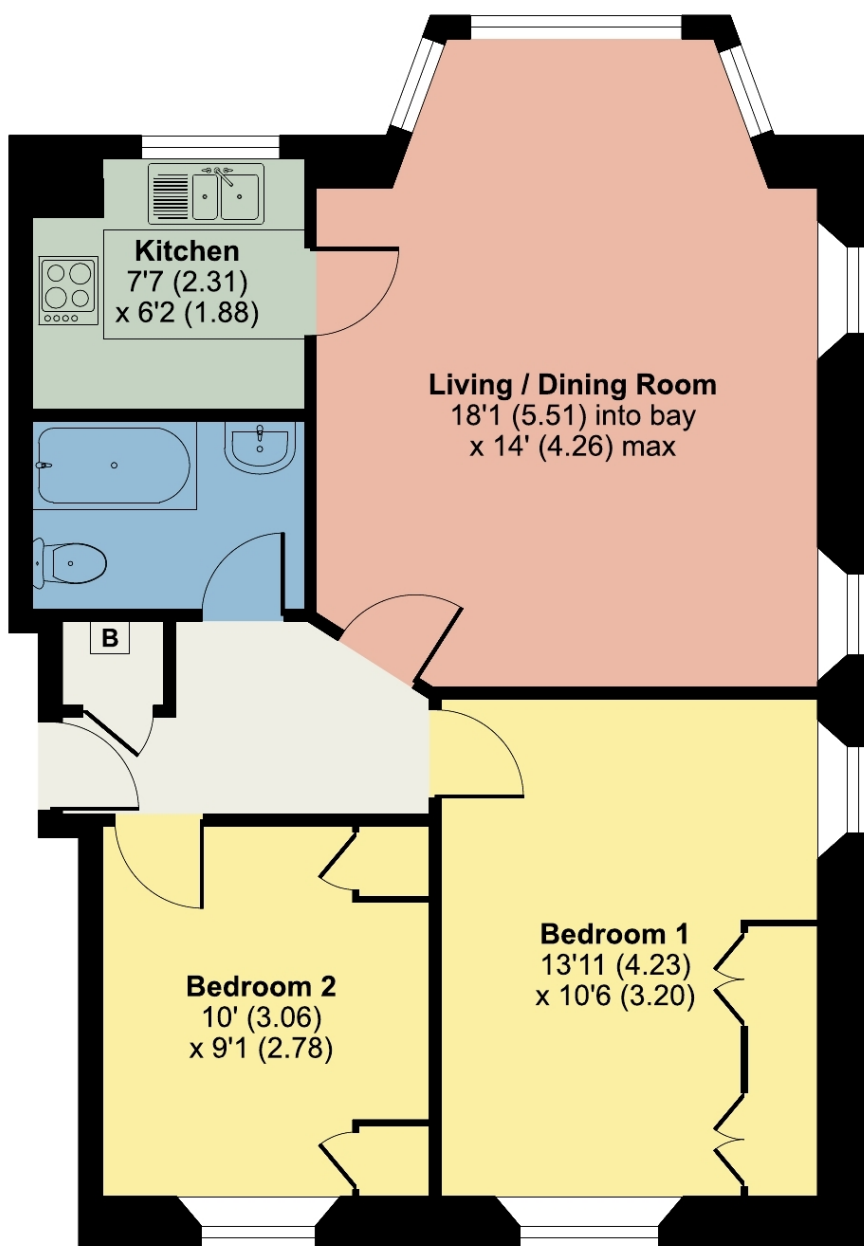 Kitchen
7'7 (2.31)
x 6'2 (1.88)
Living / Dining Room
18'1 (5.51) into bay
x 14' (4.26) max
B
Bedroom 1
13'11 (4.23)
x 10'6 (3.20)
Bedroom 2
10' (3.06)
x 9'1 (2.78)